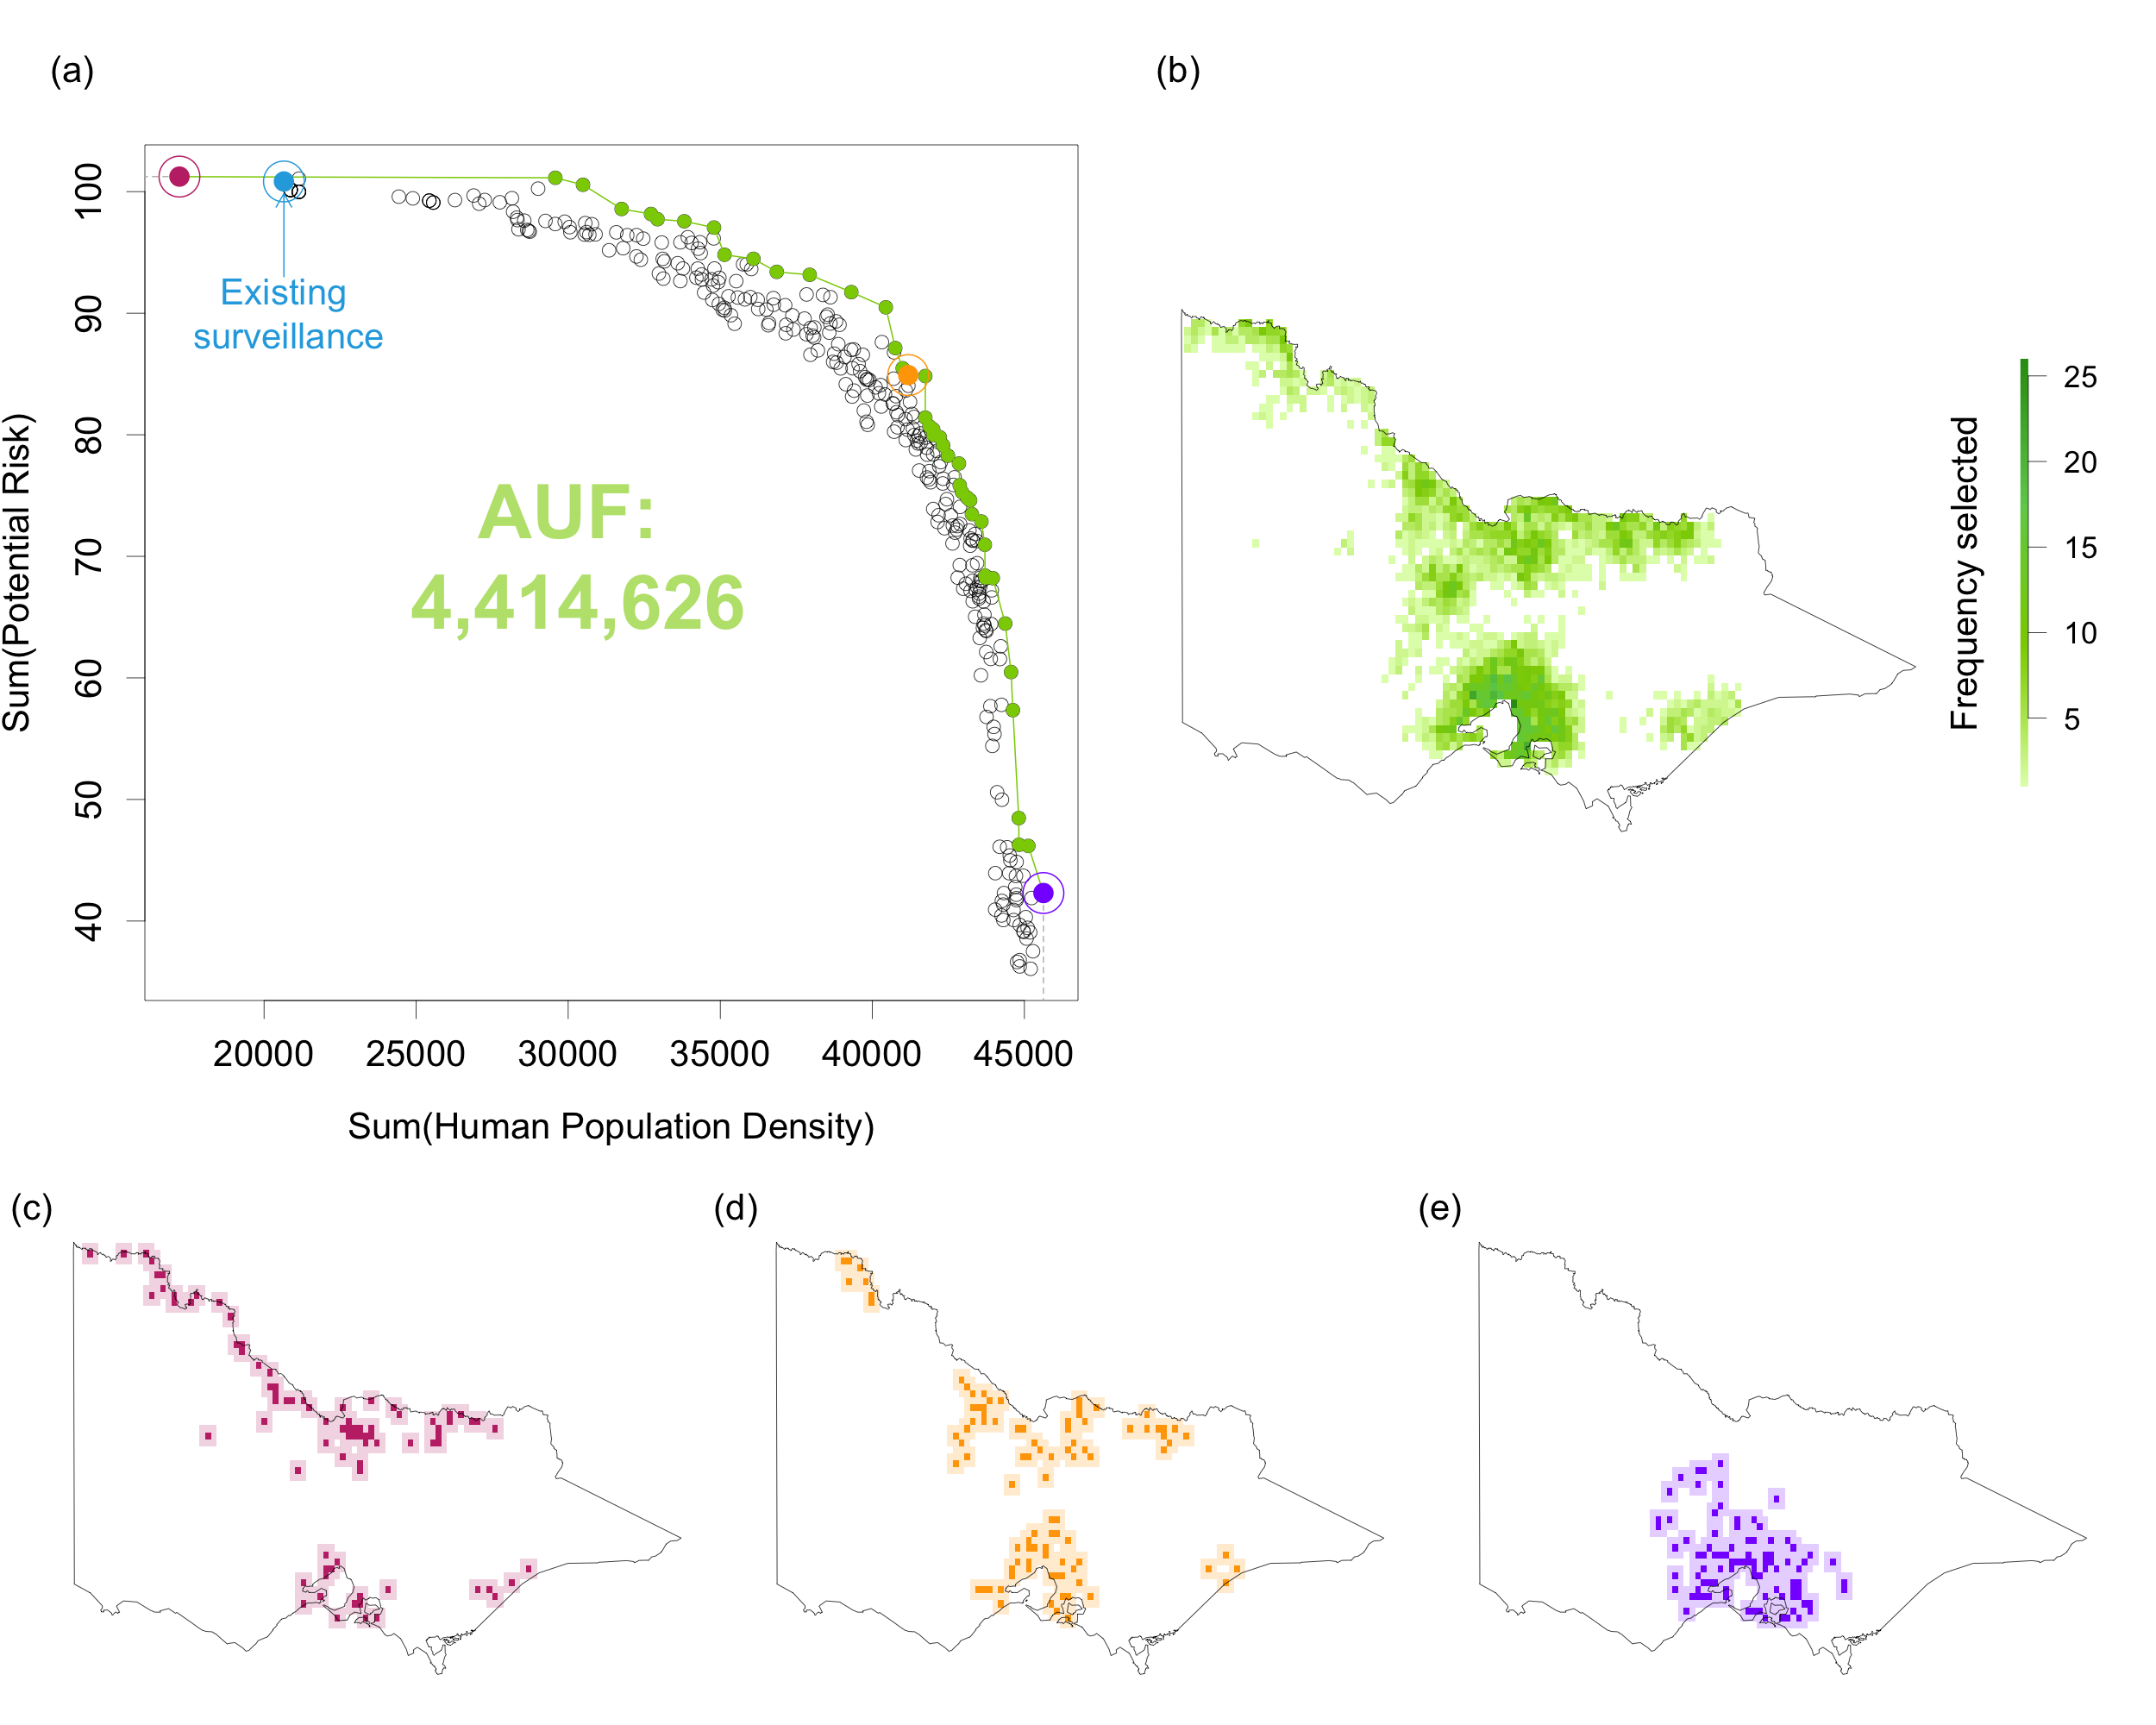 (a)
Sum(Potential Risk)
100
90
80
70
60
50
40
Existing
surveillance
AUF:
4,414,626
20000 25000 30000 35000 40000 45000
Sum(Human Population Density)
(b)
Frequency selected
25
20
15
10
5
(c)
(d)
(e)